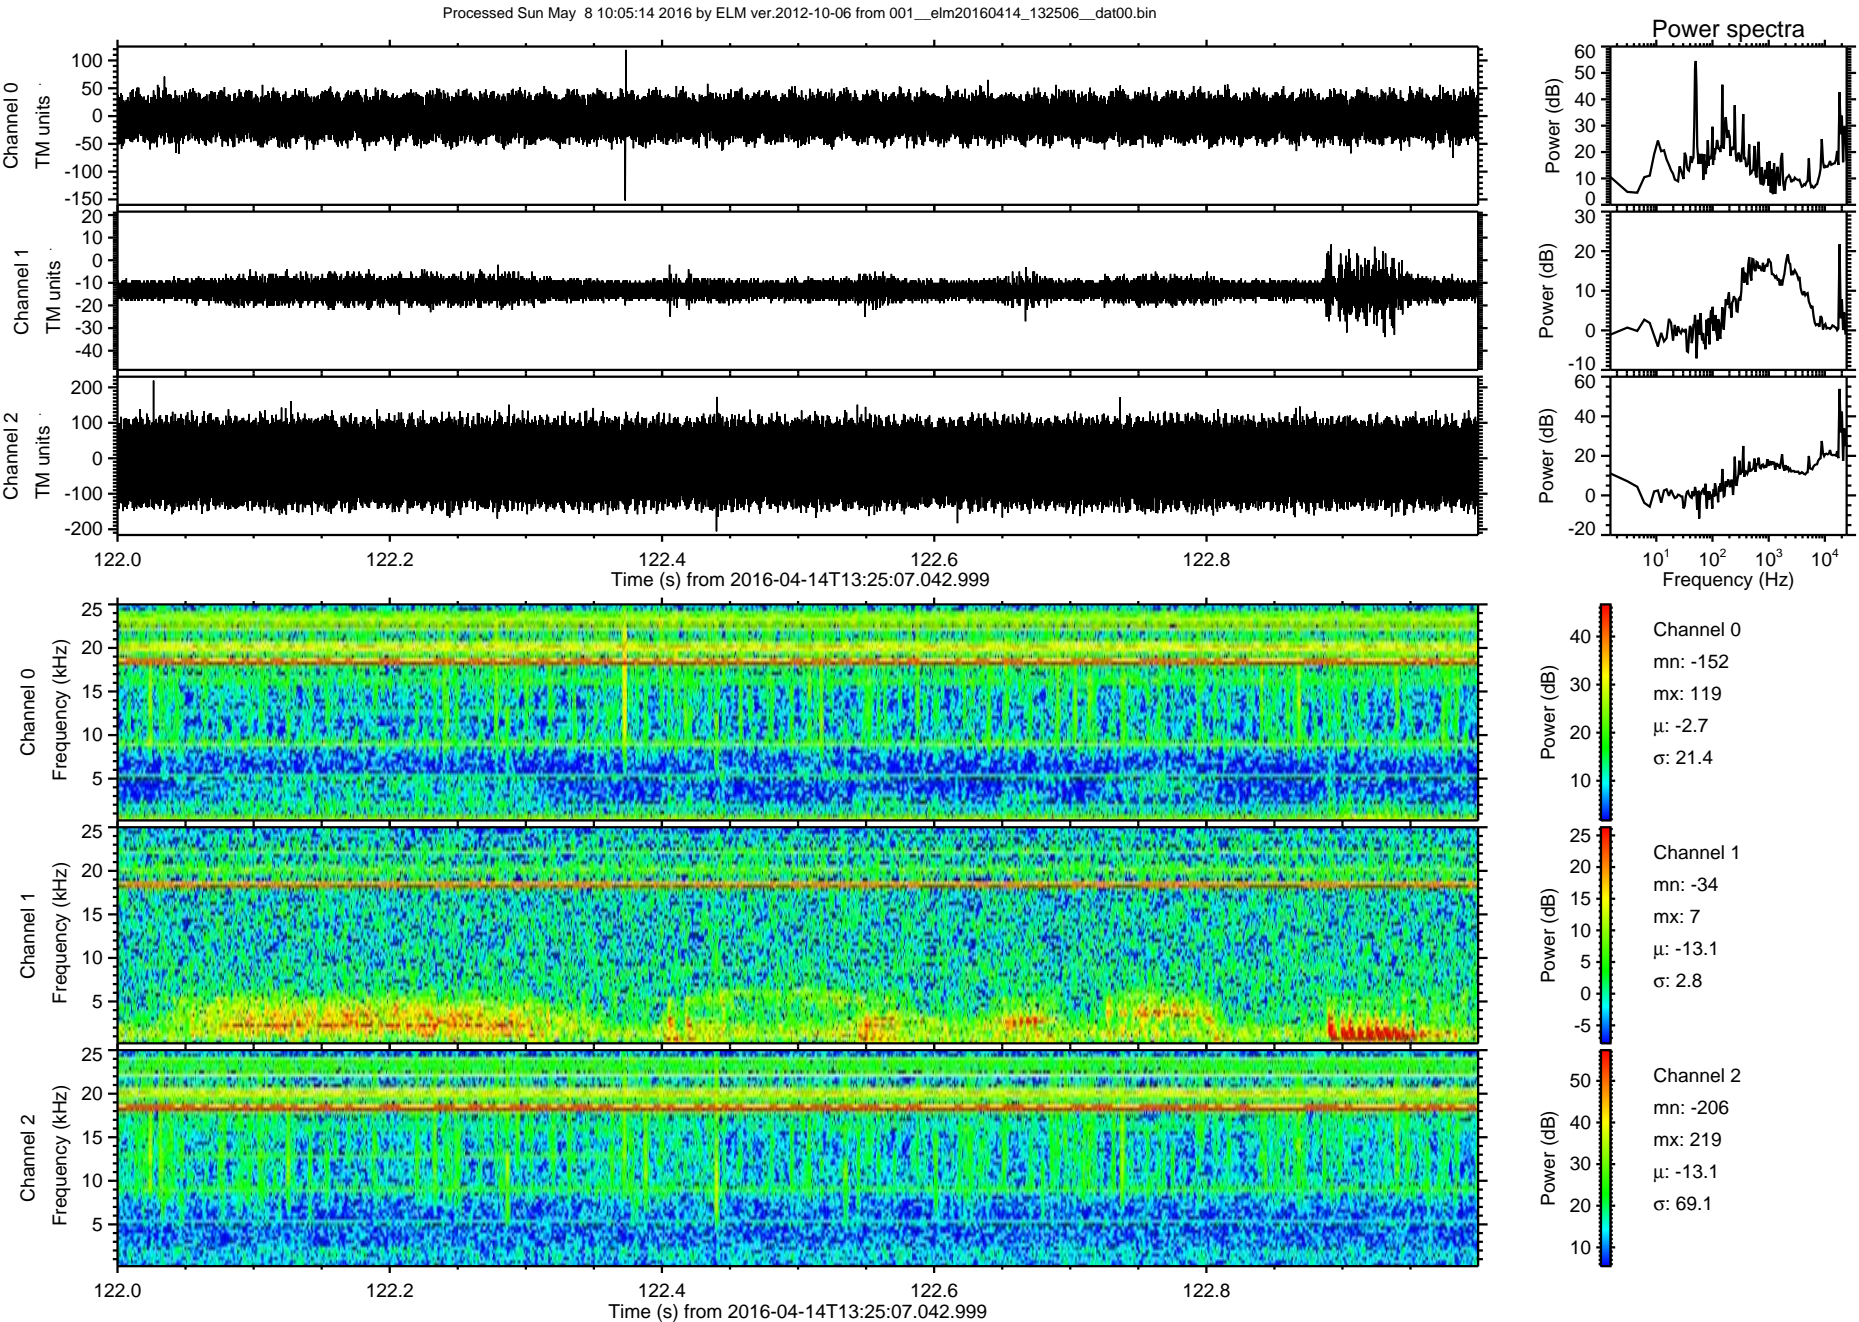 Processed Sun May  8 10:05:14 2016 by ELM ver.2012-10-06 from 001__elm20160414_132506__dat00.bin
Power spectra
Channel 0
TM units
100
50
0
-50
-100
-150
Power (dB)
60
50
40
30
20
10
0
Channel 1
TM units
20
10
0
-10
-20
-30
-40
Power (dB)
30
20
10
0
-10
Channel 2
TM units
200
100
0
-100
-200
Power (dB)
60
40
20
0
-20
122.0 122.2 122.4 122.6 122.8
Time (s) from 2016-04-14T13:25:07.042.999
10¹ 10² 10³ 10⁴
Frequency (Hz)
Channel 0
Frequency (kHz)
25
20
15
10
5
Power (dB)
40
30
20
10
Channel 0
mn: -152
mx: 119
μ: -2.7
σ: 21.4
Channel 1
Frequency (kHz)
25
20
15
10
5
Power (dB)
25
20
15
10
5
0
-5
Channel 1
mn: -34
mx: 7
μ: -13.1
σ: 2.8
Channel 2
Frequency (kHz)
25
20
15
10
5
Power (dB)
50
40
30
20
10
Channel 2
mn: -206
mx: 219
μ: -13.1
σ: 69.1
122.0 122.2 122.4 122.6 122.8
Time (s) from 2016-04-14T13:25:07.042.999